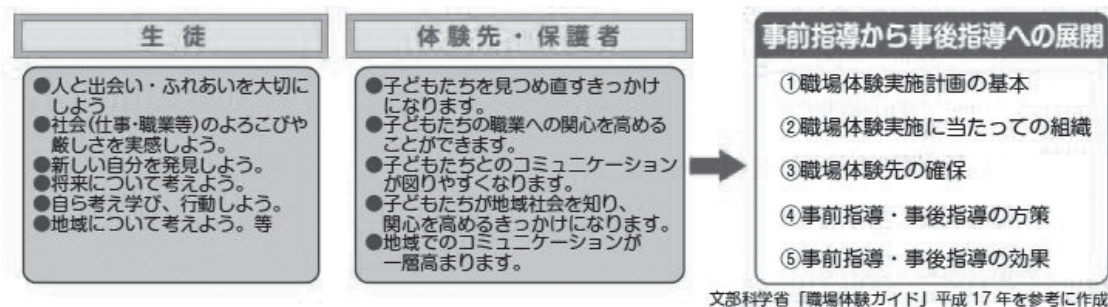 生徒
●人と出会い・ふれあいを大切に
しよう
●社会(仕事・職業等)のよろこびや
厳しさを実感しよう。
●新しい自分を発見しよう。
●将来について考えよう。
●自ら考え学び、行動しよう。
●地域について考えよう。等
体験先・保護者
●子どもたちを見つめ直すきっかけ
になります。
●子どもたちの職業への関心を高める
ことができます。
●子どもたちとのコミュニケーション
が図りやすくなります。
●子どもたちが地域社会を知り、
関心を高めるきっかけになります。
●地域でのコミュニケーションが
一層高まります。
事前指導から事後指導への展開
①職場体験実施計画の基本
②職場体験実施に当たっての組織
③職場体験先の確保
④事前指導・事後指導の方策
⑤事前指導・事後指導の効果
文部科学省「職場体験ガイド」平成17年を参考に作成